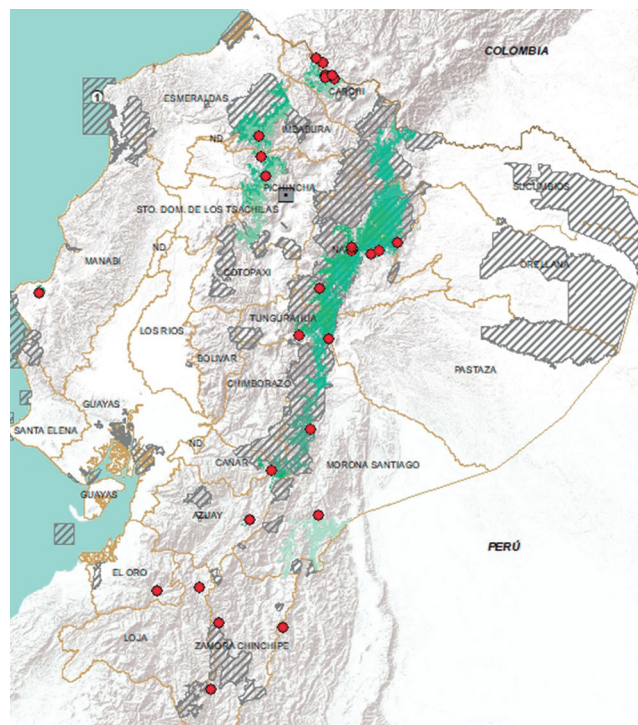 COLOMBIA
1
ESMERALDAS
CARCHI
IMBABURA
ND
PICHINCHA
SUCUMBIOS
STO. DOM. DE LOS TSACHILAS
ND
NAPO
MANABI
COTOPAXI
ORELLANA
TUNGURAHUA
LOS RIOS
BOLIVAR
PASTAZA
CHIMBORAZO
GUAYAS
SANTA ELENA
ND
CAÑAR
MORONA SANTIAGO
GUAYAS
AZUAY
PERÚ
EL ORO
LOJA
ZAMORA CHINCHIPE